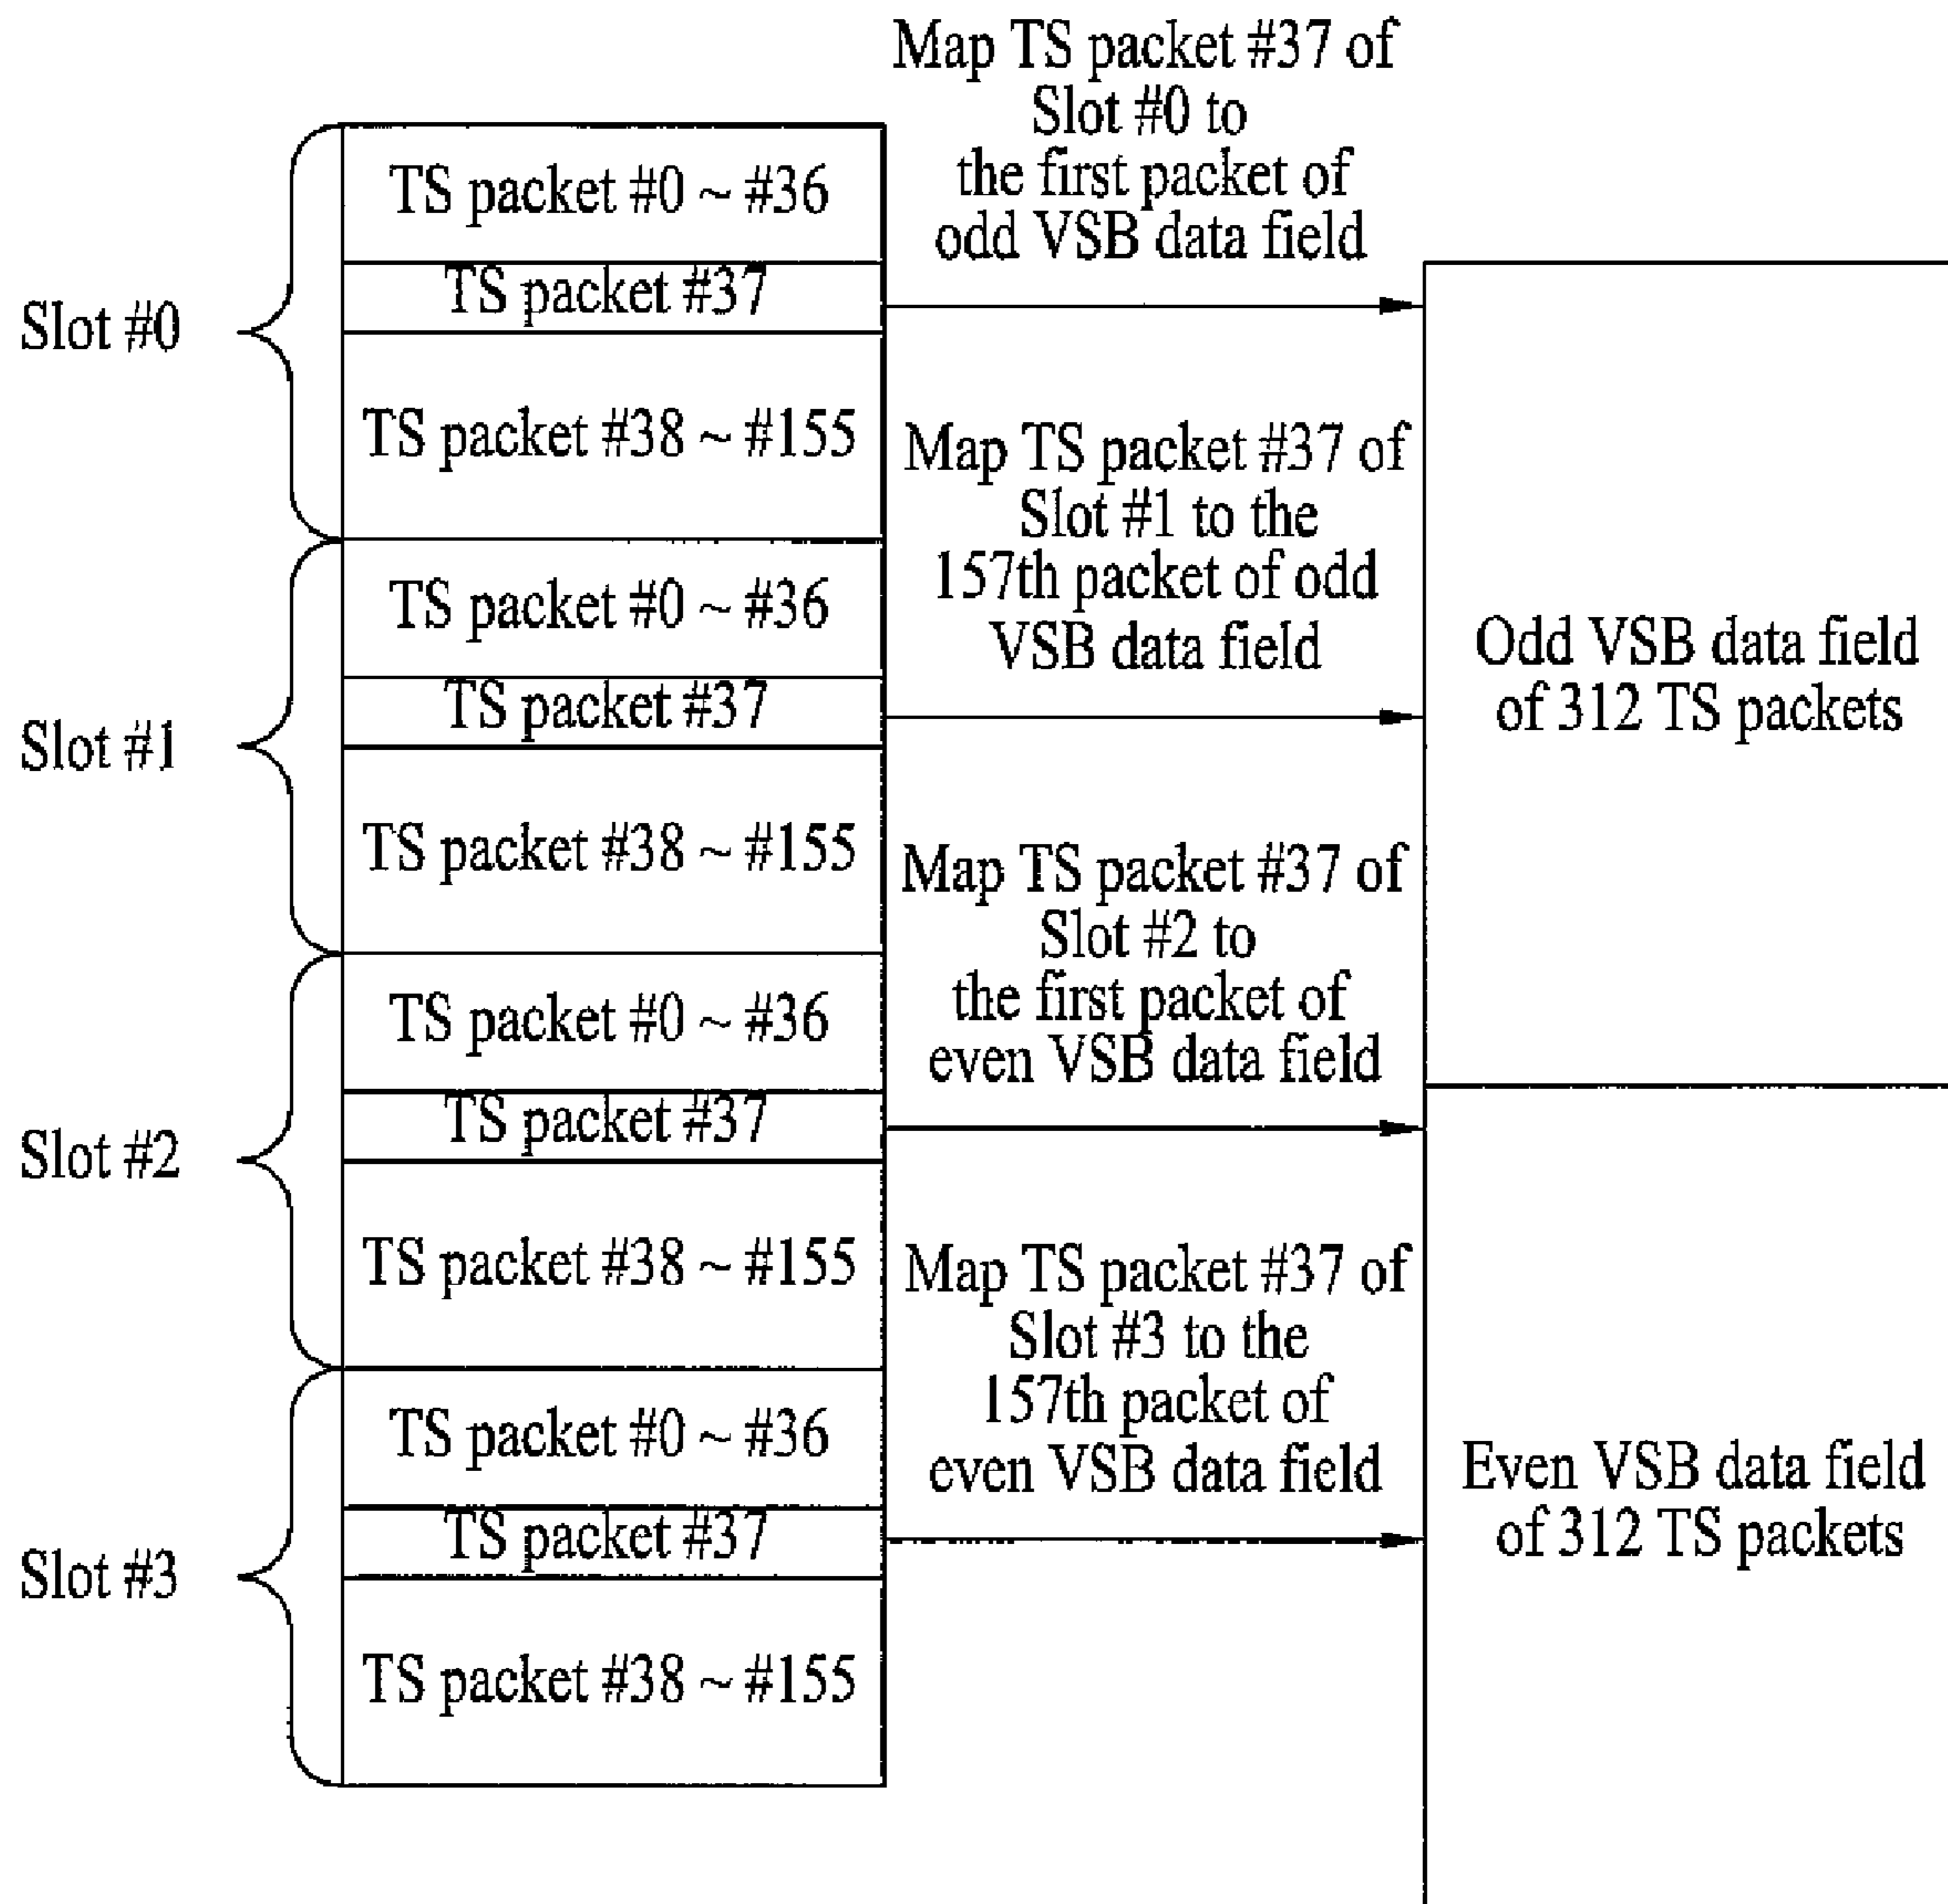 Map TS packet #37 of
Slot #0 to
the first packet of
odd VSB data field
Slot #0
TS packet #0 ~ #36
TS packet #37
TS packet #38 ~ #155
Map TS packet #37 of
Slot #1 to the
157th packet of odd
VSB data field
Slot #1
TS packet #0 ~ #36
TS packet #37
TS packet #38 ~ #155
Odd VSB data field
of 312 TS packets
Map TS packet #37 of
Slot #2 to
the first packet of
even VSB data field
Slot #2
TS packet #0 ~ #36
TS packet #37
TS packet #38 ~ #155
Map TS packet #37 of
Slot #3 to the
157th packet of
even VSB data field
Slot #3
TS packet #0 ~ #36
TS packet #37
TS packet #38 ~ #155
Even VSB data field
of 312 TS packets